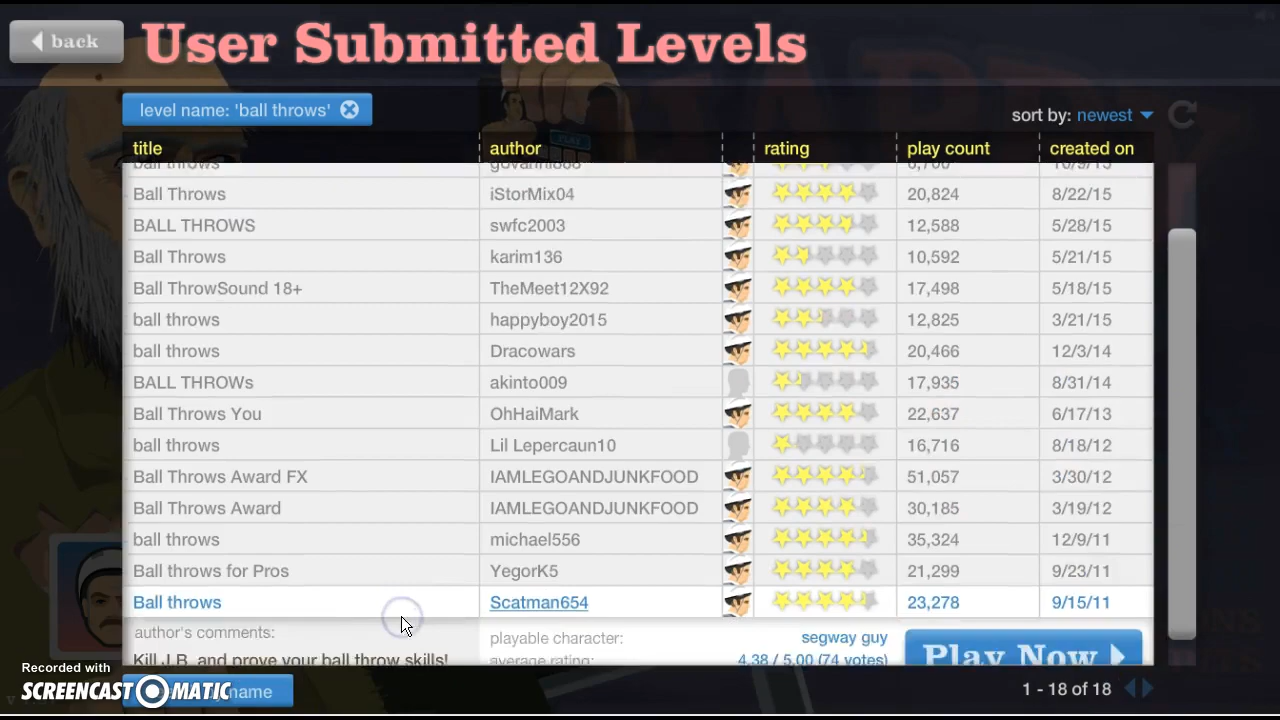 back
User Submitted Levels
level name: 'ball throws'
sort by: newest
title author rating play count created on
ball throws
Ball Throws iStorMix04 20,824 8/22/15
BALL THROWS swfc2003 12,588 5/28/15
Ball Throws karim136 10,592 5/21/15
Ball ThrowSound 18+ TheMeet12X92 17,498 5/18/15
ball throws happyboy2015 12,825 3/21/15
ball throws Dracowars 20,466 12/3/14
BALL THROWs akinto009 17,935 8/31/14
Ball Throws You OhHaiMark 22,637 6/17/13
ball throws Lil Lepercaun10 16,716 8/18/12
Ball Throws Award FX IAMLEGOANDJUNKFOOD 51,057 3/30/12
Ball Throws Award IAMLEGOANDJUNKFOOD 30,185 3/19/12
ball throws michael556 35,324 12/9/11
Ball throws for Pros YegorK5 21,299 9/23/11
Ball throws Scatman654 23,278 9/15/11
author's comments: playable character: segway guy
Kill J.B. and prove your ball throw skills! average rating: 4.38 / 5.00 (74 votes) Play Now
Recorded with
SCREENCAST MATIC name 1 - 18 of 18